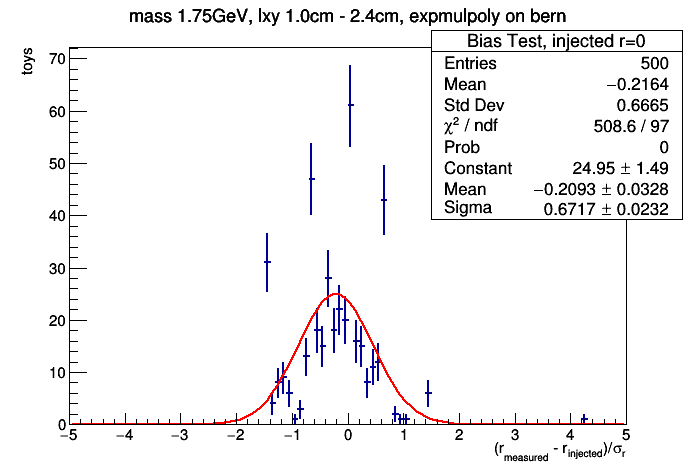 mass 1.75GeV, lxy 1.0cm - 2.4cm, expmulpoly on bern
Bias Test, injected r=0
Entries 500
Mean −0.2164
Std Dev 0.6665
χ² / ndf 508.6 / 97
Prob 0
Constant 24.95 ± 1.49
Mean −0.2093 ± 0.0328
Sigma 0.6717 ± 0.0232
toys
70
60
50
40
30
20
10
0
−5 −4 −3 −2 −1 0 1 2 3 4 5
(r_measured - r_injected)/σ_r